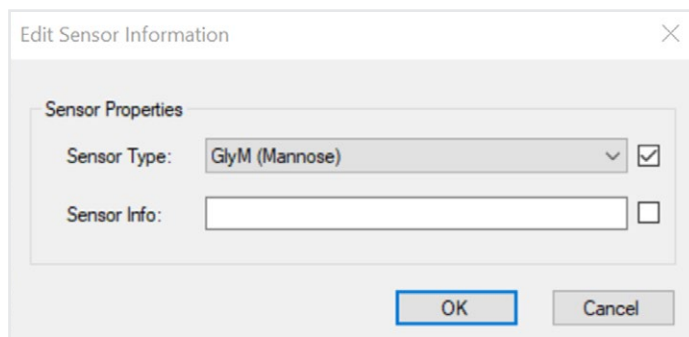 Edit Sensor Information
Sensor Properties
Sensor Type: GlyM (Mannose)
Sensor Info:
OK Cancel